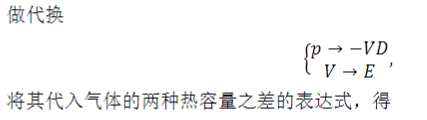 做代换
{p → −VD
V → E ,
将其代入气体的两种热容量之差的表达式，得